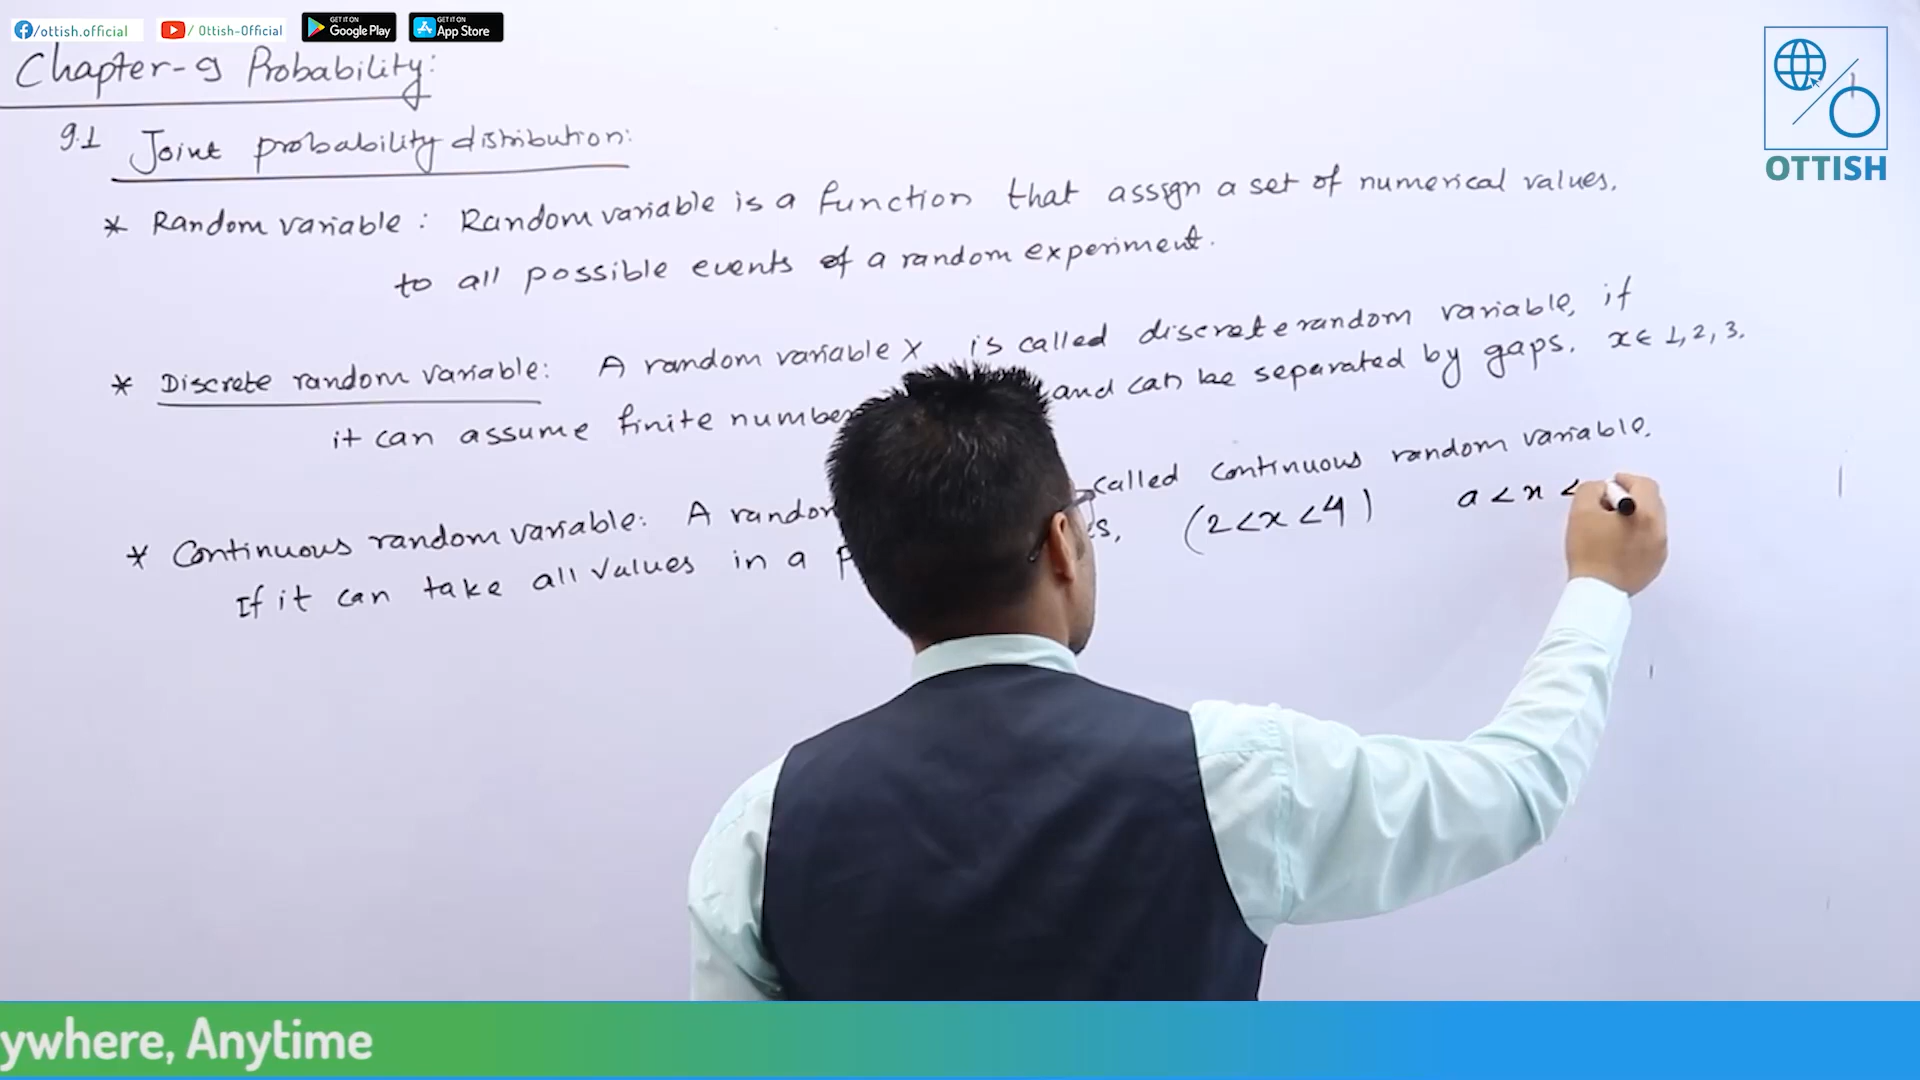 /ottish.official / Ottish-Official GET IT ON Google Play GET IT ON App Store
Chapter-9 Probability:
OTTISH
9.1 Joint probability distribution:
* Random variable: Random variable is a function that assign a set of numerical values,
to all possible events of a random experiment.
* Discrete random variable: A random variable X is called discrete random variable, if
it can assume finite number and can be separated by gaps. x ∈ 1, 2, 3.
* Continuous random variable: A random called continuous random variable.
If it can take all values in a (2<x<4) a<x<
ywhere, Anytime